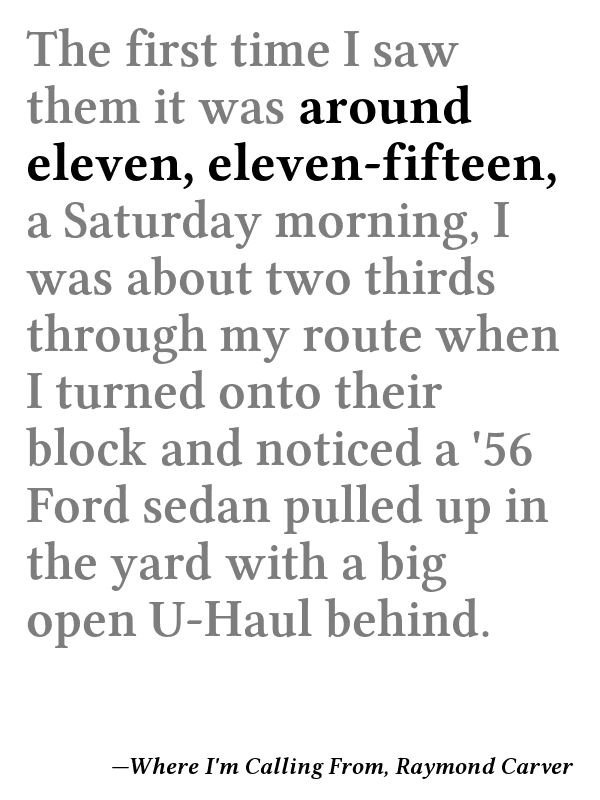 The first time I saw
them it was around
eleven, eleven-fifteen,
a Saturday morning, I
was about two thirds
through my route when
I turned onto their
block and noticed a '56
Ford sedan pulled up in
the yard with a big
open U-Haul behind.
—Where I'm Calling From, Raymond Carver